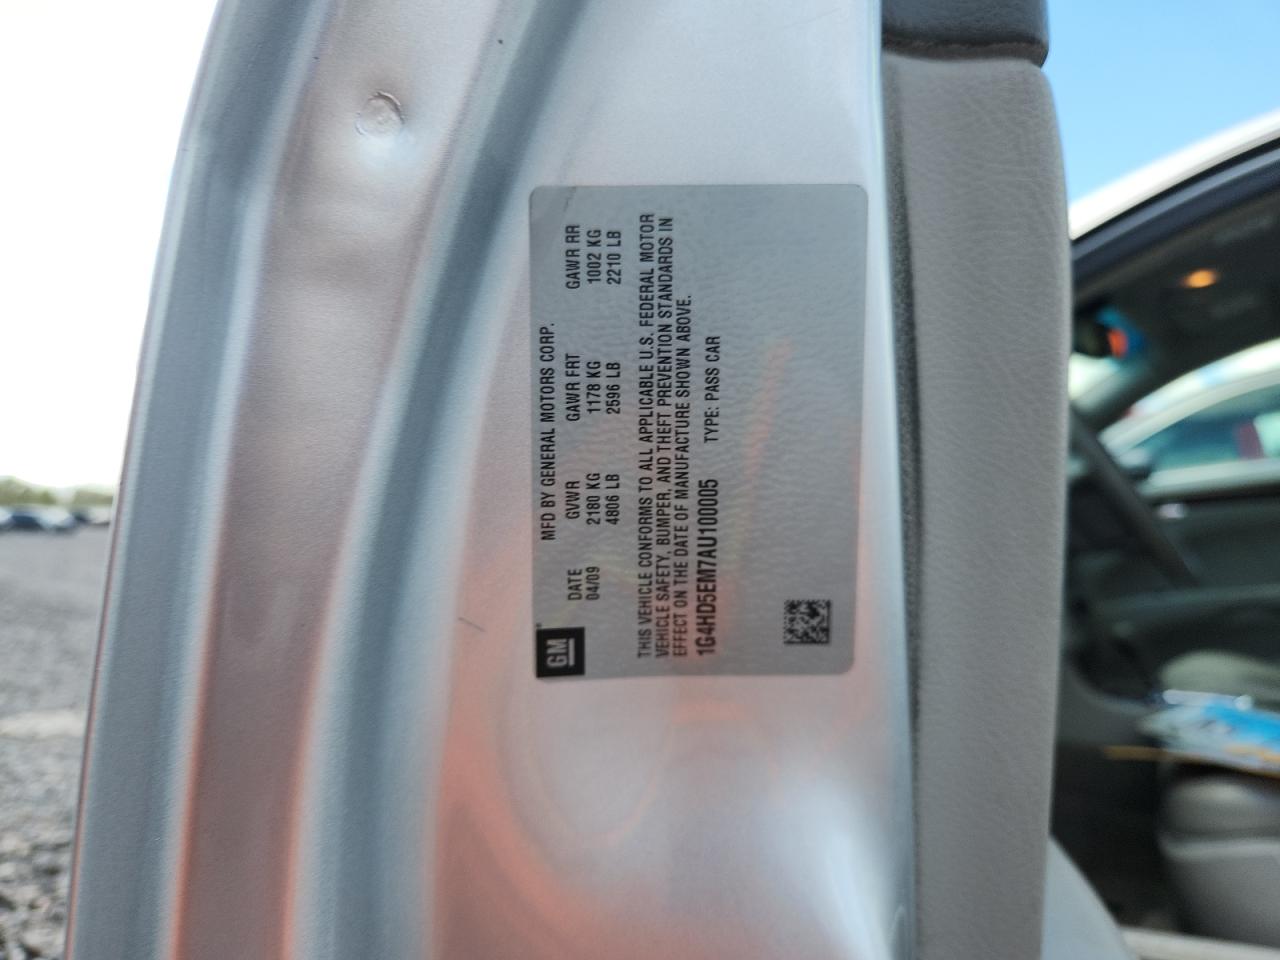 GM
MFD BY GENERAL MOTORS CORP.
DATE GVWR GAWR FRT GAWR RR
04/09 2180 KG 1178 KG 1002 KG
4806 LB 2596 LB 2210 LB
THIS VEHICLE CONFORMS TO ALL APPLICABLE U.S. FEDERAL MOTOR
VEHICLE SAFETY, BUMPER, AND THEFT PREVENTION STANDARDS IN
EFFECT ON THE DATE OF MANUFACTURE SHOWN ABOVE.
1G4HD5EM7AU100005 TYPE: PASS CAR